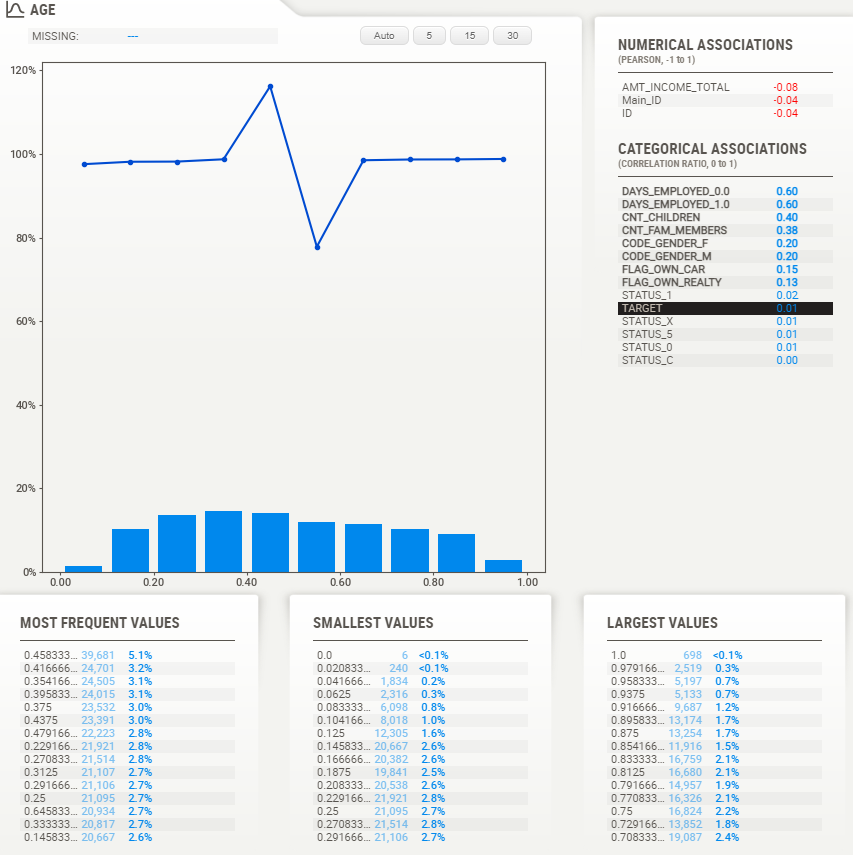 AGE
MISSING: ---
Auto 5 15 30
120%
100%
80%
60%
40%
20%
0%
0.00 0.20 0.40 0.60 0.80 1.00
NUMERICAL ASSOCIATIONS
(PEARSON, -1 to 1)
AMT_INCOME_TOTAL -0.08
Main_ID -0.04
ID -0.04
CATEGORICAL ASSOCIATIONS
(CORRELATION RATIO, 0 to 1)
DAYS_EMPLOYED_0.0 0.60
DAYS_EMPLOYED_1.0 0.60
CNT_CHILDREN 0.40
CNT_FAM_MEMBERS 0.38
CODE_GENDER_F 0.20
CODE_GENDER_M 0.20
FLAG_OWN_CAR 0.15
FLAG_OWN_REALTY 0.13
STATUS_1 0.02
TARGET 0.01
STATUS_X 0.01
STATUS_5 0.01
STATUS_0 0.01
STATUS_C 0.00
MOST FREQUENT VALUES
0.458333... 39,681 5.1%
0.416666... 24,701 3.2%
0.354166... 24,505 3.1%
0.395833... 24,015 3.1%
0.375 23,532 3.0%
0.4375 23,391 3.0%
0.479166... 22,223 2.8%
0.229166... 21,921 2.8%
0.270833... 21,514 2.8%
0.3125 21,107 2.7%
0.291666... 21,106 2.7%
0.25 21,095 2.7%
0.645833... 20,934 2.7%
0.333333... 20,817 2.7%
0.145833... 20,667 2.6%
SMALLEST VALUES
0.0 6 <0.1%
0.020833... 240 <0.1%
0.041666... 1,834 0.2%
0.0625 2,316 0.3%
0.083333... 6,098 0.8%
0.104166... 8,018 1.0%
0.125 12,305 1.6%
0.145833... 20,667 2.6%
0.166666... 20,382 2.6%
0.1875 19,841 2.5%
0.208333... 20,538 2.6%
0.229166... 21,921 2.8%
0.25 21,095 2.7%
0.270833... 21,514 2.8%
0.291666... 21,106 2.7%
LARGEST VALUES
1.0 698 <0.1%
0.979166... 2,519 0.3%
0.958333... 5,197 0.7%
0.9375 5,133 0.7%
0.916666... 9,687 1.2%
0.895833... 13,174 1.7%
0.875 13,254 1.7%
0.854166... 11,916 1.5%
0.833333... 16,759 2.1%
0.8125 16,680 2.1%
0.791666... 14,957 1.9%
0.770833... 16,326 2.1%
0.75 16,824 2.2%
0.729166... 13,852 1.8%
0.708333... 19,087 2.4%